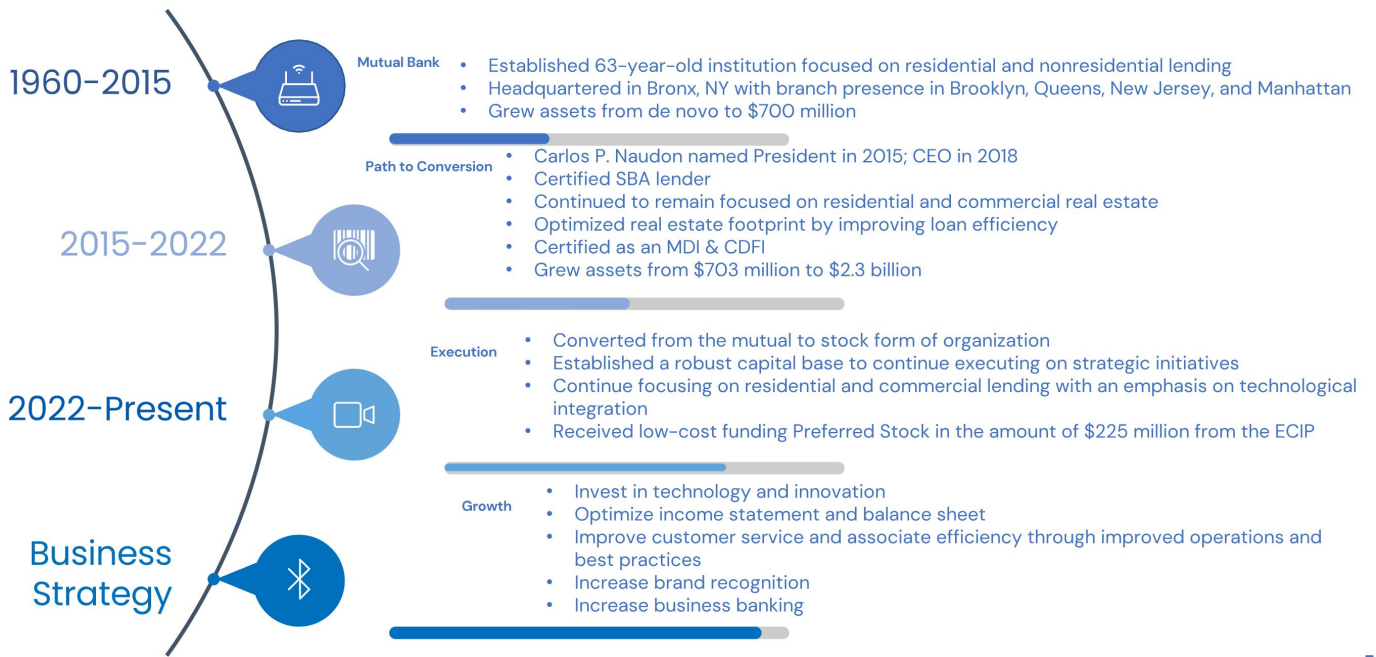 1960-2015
Mutual Bank
• Established 63-year-old institution focused on residential and nonresidential lending
• Headquartered in Bronx, NY with branch presence in Brooklyn, Queens, New Jersey, and Manhattan
• Grew assets from de novo to $700 million
2015-2022
Path to Conversion
• Carlos P. Naudon named President in 2015; CEO in 2018
• Certified SBA lender
• Continued to remain focused on residential and commercial real estate
• Optimized real estate footprint by improving loan efficiency
• Certified as an MDI & CDFI
• Grew assets from $703 million to $2.3 billion
2022-Present
Execution
• Converted from the mutual to stock form of organization
• Established a robust capital base to continue executing on strategic initiatives
• Continue focusing on residential and commercial lending with an emphasis on technological
integration
• Received low-cost funding Preferred Stock in the amount of $225 million from the ECIP
Business
Strategy
Growth
• Invest in technology and innovation
• Optimize income statement and balance sheet
• Improve customer service and associate efficiency through improved operations and
best practices
• Increase brand recognition
• Increase business banking